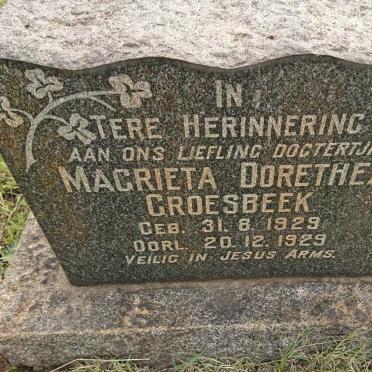 IN
TERE HERINNERING
AAN ONS LIEFLING DOGTERTJIE
MAGRIETA DORETHEA
GROESBEEK
GEB. 31. 8. 1929
OORL. 20. 12. 1929
VEILIG IN JESUS ARMS.